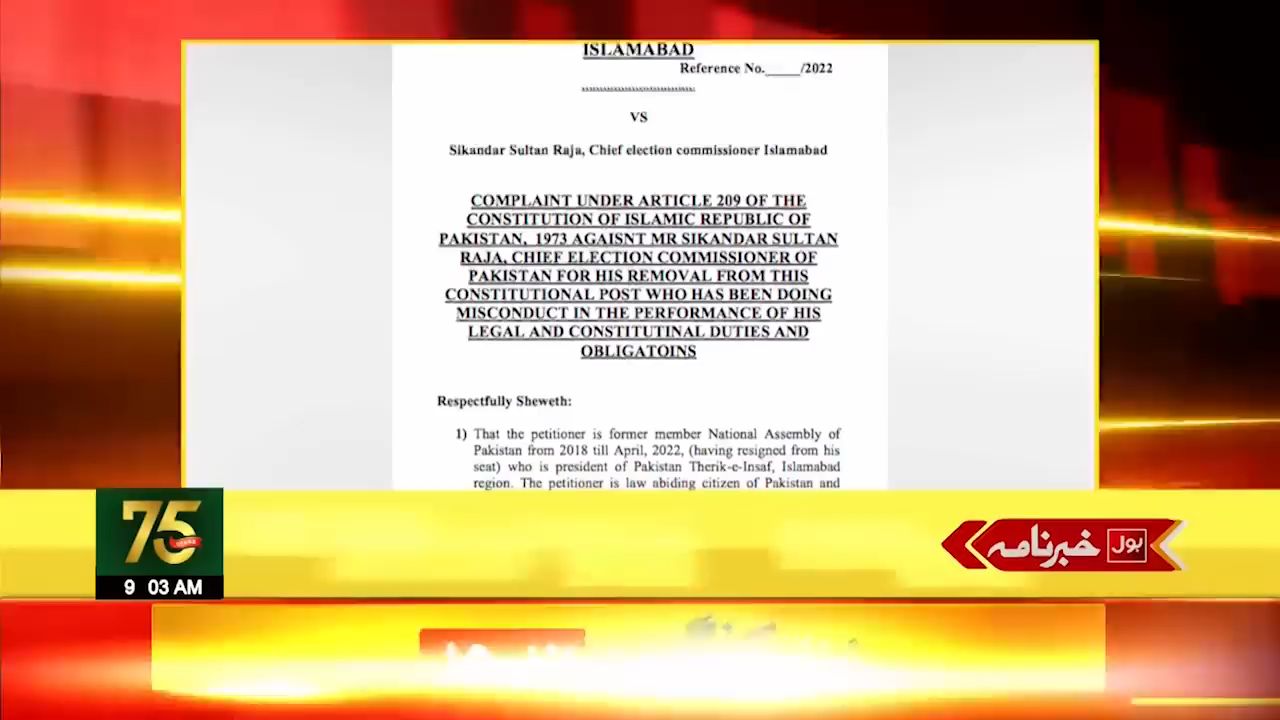 ISLAMABAD
Reference No._____/2022
VS
Sikandar Sultan Raja, Chief election commissioner Islamabad
COMPLAINT UNDER ARTICLE 209 OF THE
CONSTITUTION OF ISLAMIC REPUBLIC OF
PAKISTAN, 1973 AGAISNT MR SIKANDAR SULTAN
RAJA, CHIEF ELECTION COMMISSIONER OF
PAKISTAN FOR HIS REMOVAL FROM THIS
CONSTITUTIONAL POST WHO HAS BEEN DOING
MISCONDUCT IN THE PERFORMANCE OF HIS
LEGAL AND CONSTITUTINAL DUTIES AND
OBLIGATOINS
Respectfully Sheweth:
1) That the petitioner is former member National Assembly of
Pakistan from 2018 till April, 2022, (having resigned from his
seat) who is president of Pakistan Therik-e-Insaf, Islamabad
region. The petitioner is law abiding citizen of Pakistan and
75
YEARS
9 03 AM
بول خبرنامہ